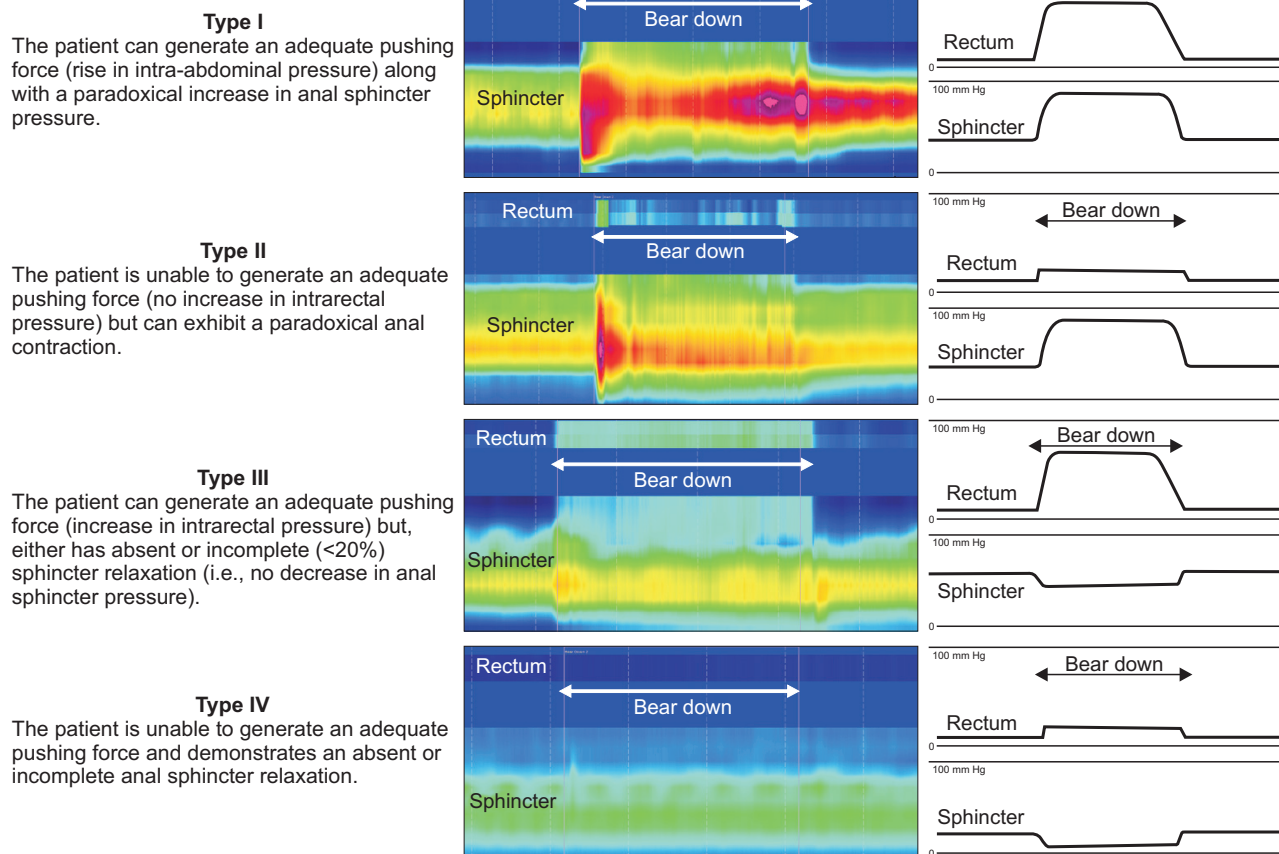 Type I
The patient can generate an adequate pushing
force (rise in intra-abdominal pressure) along
with a paradoxical increase in anal sphincter
pressure.
Bear down
Sphincter
Rectum
0
100 mm Hg
Sphincter
0
Type II
The patient is unable to generate an adequate
pushing force (no increase in intrarectal
pressure) but can exhibit a paradoxical anal
contraction.
Rectum
Bear down
Sphincter
100 mm Hg
Bear down
Rectum
0
100 mm Hg
Sphincter
0
Type III
The patient can generate an adequate pushing
force (increase in intrarectal pressure) but,
either has absent or incomplete (<20%)
sphincter relaxation (i.e., no decrease in anal
sphincter pressure).
Rectum
Bear down
Sphincter
100 mm Hg
Bear down
Rectum
0
100 mm Hg
Sphincter
0
Type IV
The patient is unable to generate an adequate
pushing force and demonstrates an absent or
incomplete anal sphincter relaxation.
Rectum
Bear down
Sphincter
100 mm Hg
Bear down
Rectum
0
100 mm Hg
Sphincter
0